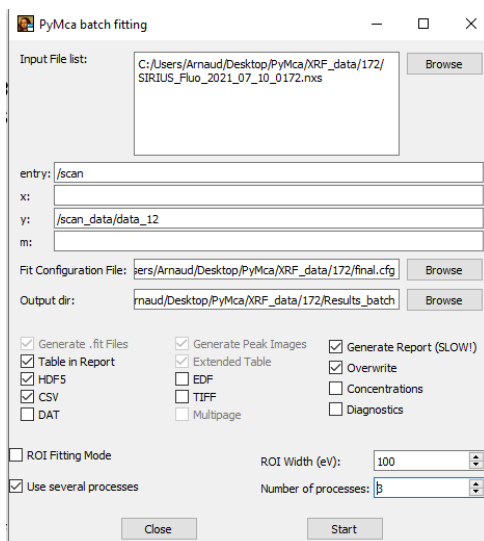 PyMca batch fitting
Input File list:
C:/Users/Arnaud/Desktop/PyMca/XRF_data/172/
SIRIUS_Fluo_2021_07_10_0172.nxs
Browse
entry: /scan
x:
y: /scan_data/data_12
m:
Fit Configuration File: sers/Arnaud/Desktop/PyMca/XRF_data/172/final.cfg Browse
Output dir: rnaud/Desktop/PyMca/XRF_data/172/Results_batch Browse
Generate .fit Files Generate Peak Images Generate Report (SLOW!)
Table in Report Extended Table Overwrite
HDF5 EDF Concentrations
CSV TIFF Diagnostics
DAT Multipage
ROI Fitting Mode ROI Width (eV): 100
Use several processes Number of processes: 3
Close Start